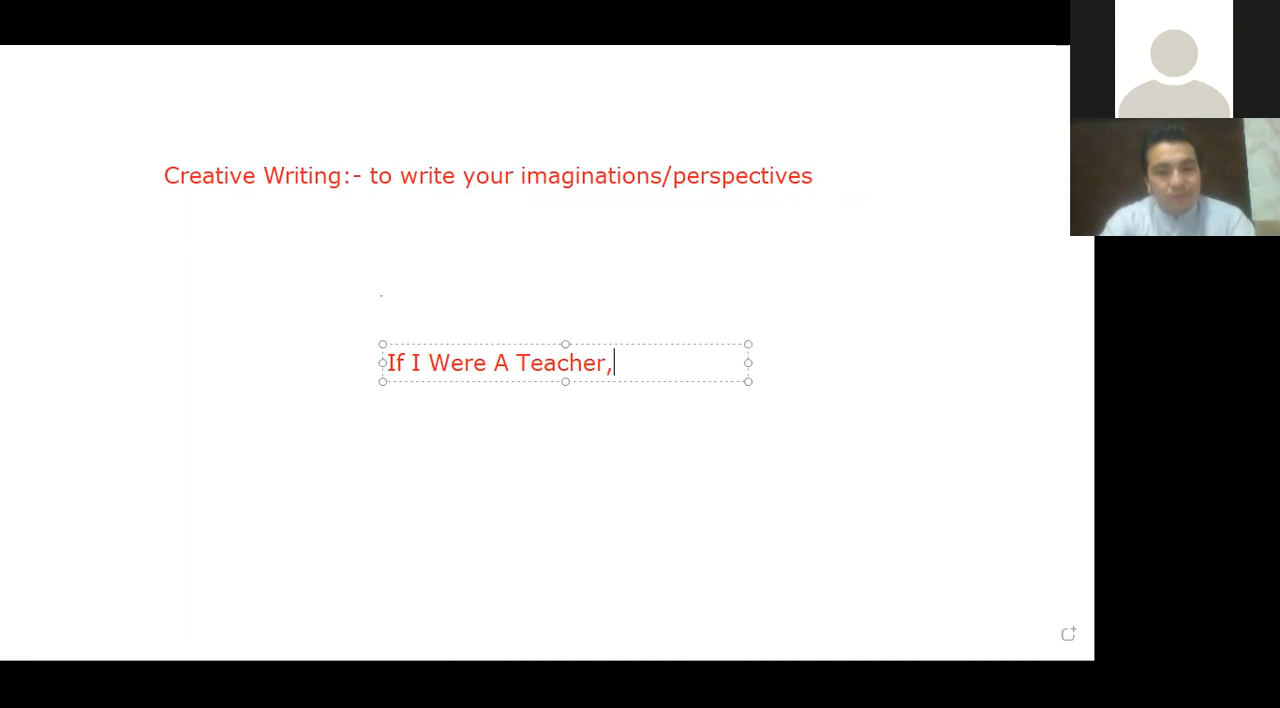 Creative Writing:- to write your imaginations/perspectives
If I Were A Teacher,